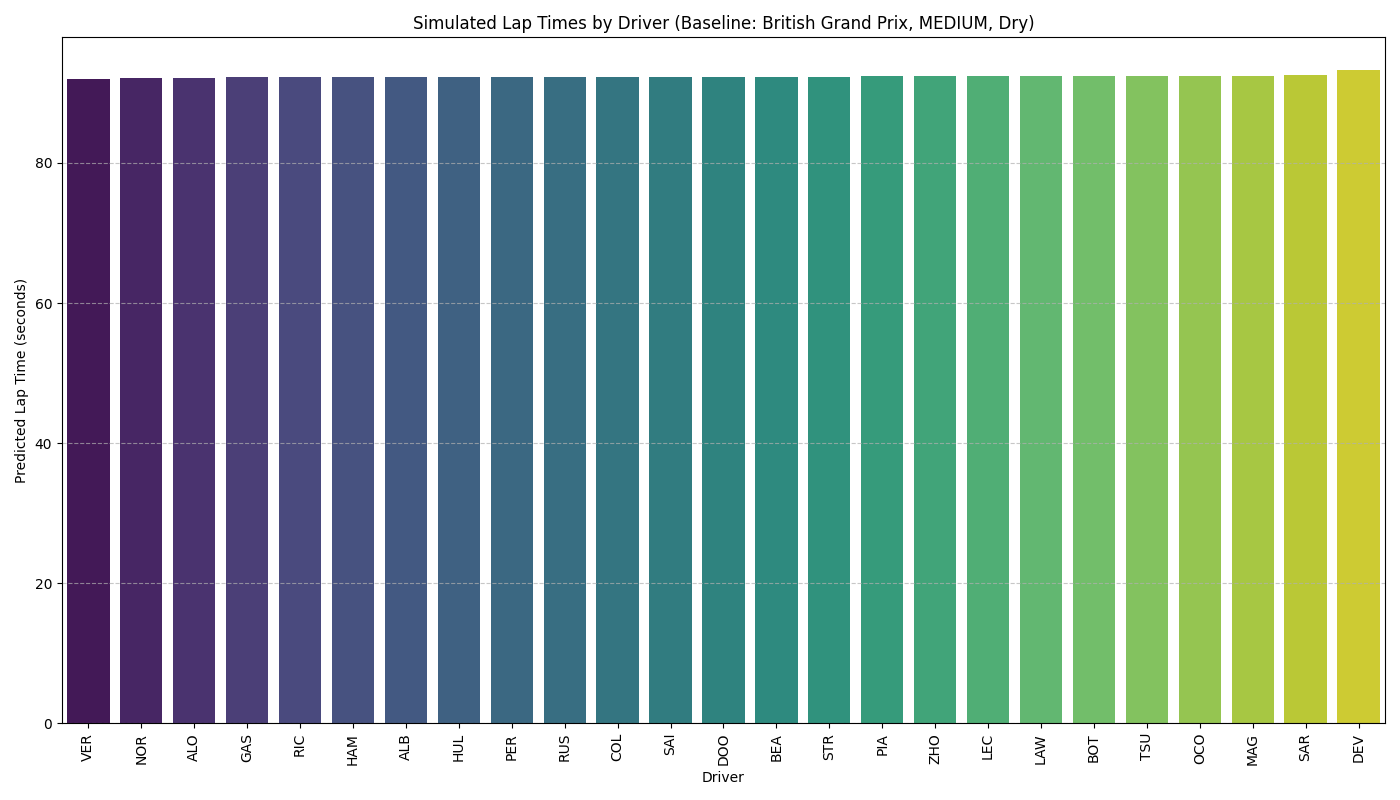 Simulated Lap Times by Driver (Baseline: British Grand Prix, MEDIUM, Dry)
Predicted Lap Time (seconds)
80
60
40
20
0
VER
NOR
ALO
GAS
RIC
HAM
ALB
HUL
PER
RUS
COL
SAI
DOO
BEA
STR
PIA
ZHO
LEC
LAW
BOT
TSU
OCO
MAG
SAR
DEV
Driver